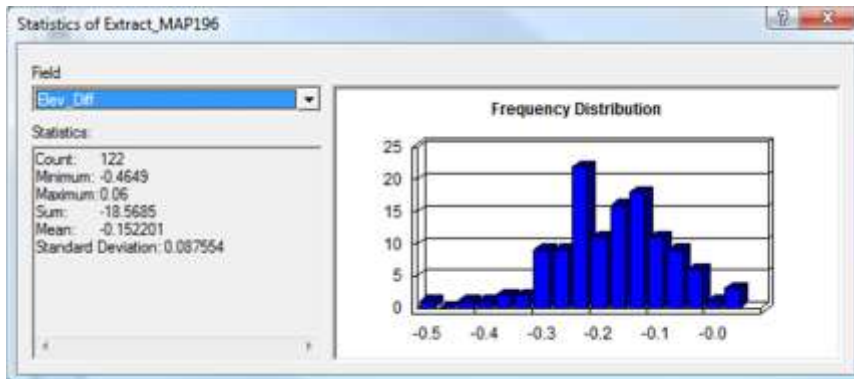 Statistics of Extract_MAP196
Field
Elev_Diff
Statistics:
Count: 122
Minimum: -0.4649
Maximum: 0.06
Sum: -18.5685
Mean: -0.152201
Standard Deviation: 0.087554
Frequency Distribution
25
20
15
10
5
0
-0.5 -0.4 -0.3 -0.2 -0.1 -0.0